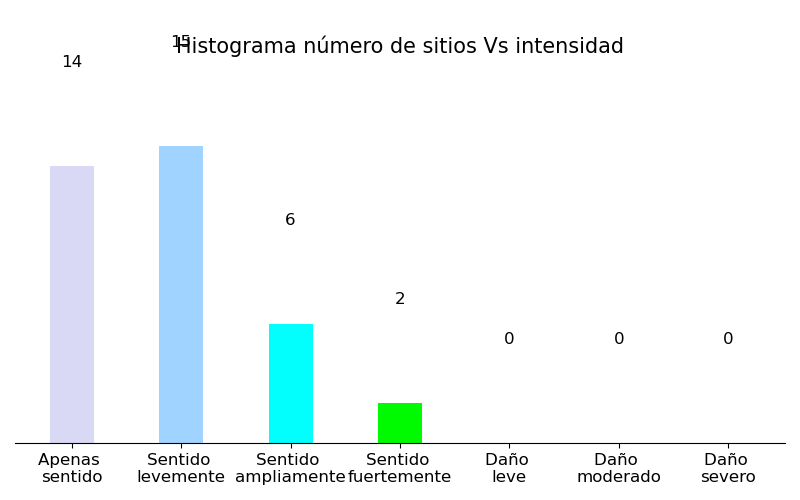 Histograma número de sitios Vs intensidad
14
15
6
2
0
0
0
Apenas
sentido
Sentido
levemente
Sentido
ampliamente
Sentido
fuertemente
Daño
leve
Daño
moderado
Daño
severo